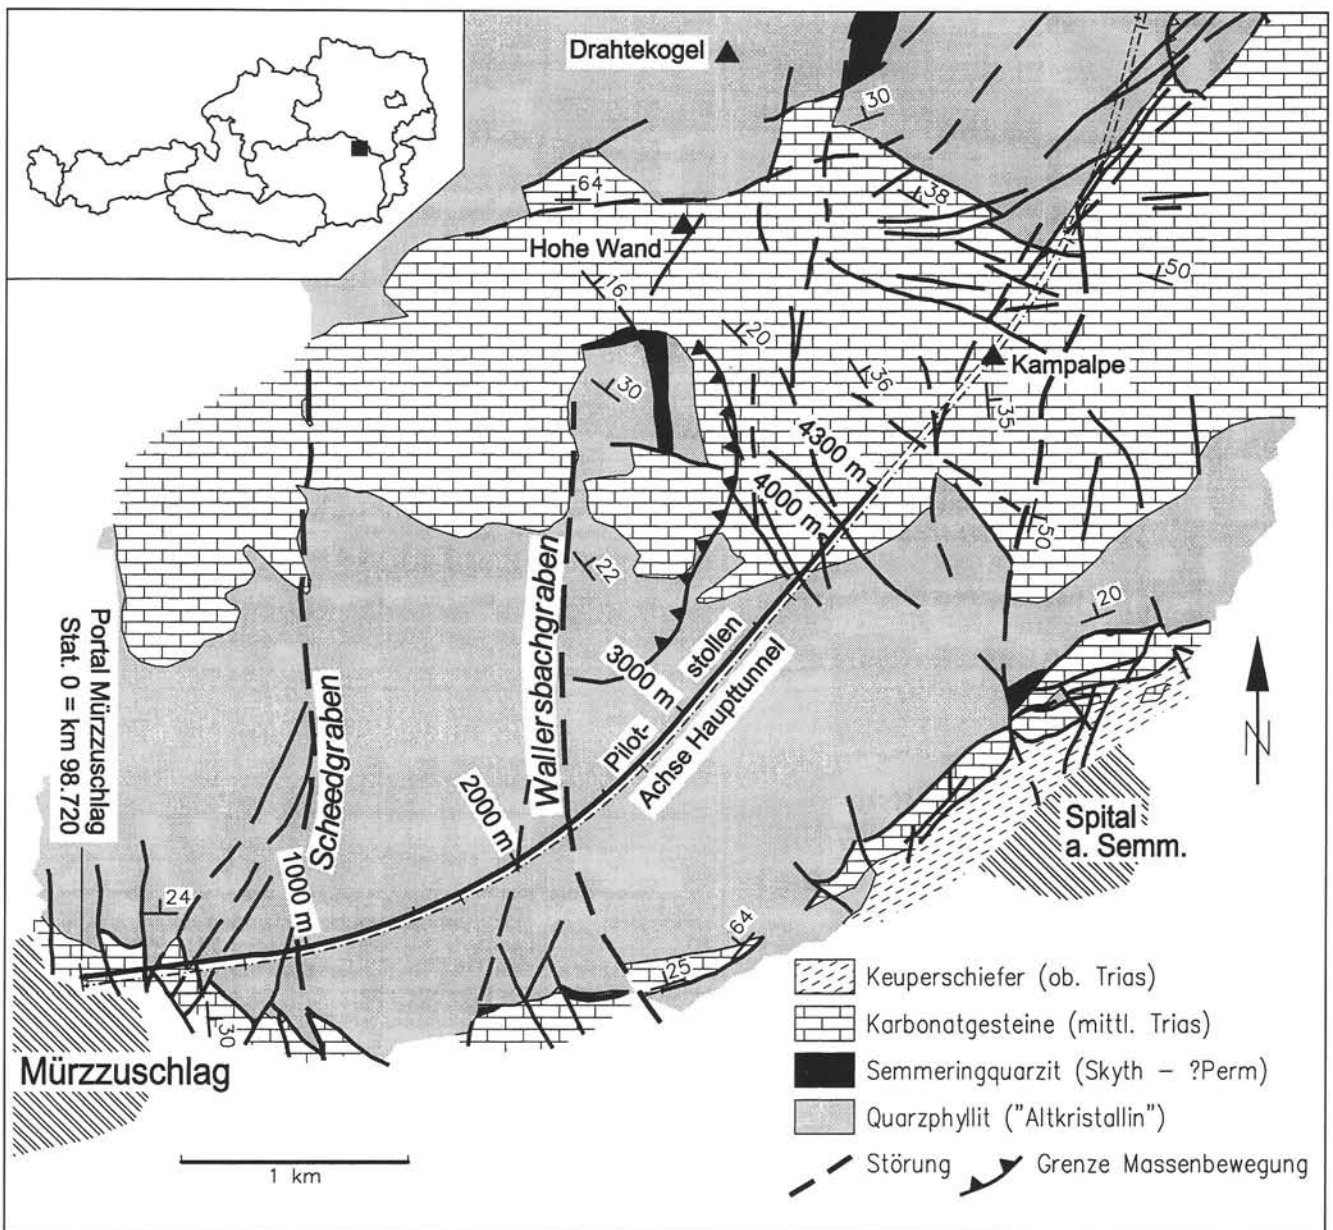 Drahtekogel
30
64
38
Hohe Wand
16
50
20
30
36
Kampalpe
35
4300 m
4000 m
50
22
Wallersbachgraben
20
3000 m
Pilot-
stollen
Achse Haupttunnel
Portal Mürzzuschlag
Stat. 0 = km 98.720
Scheedgraben
2000 m
1000 m
N
Spital
a. Semm.
24
64
25
30
Mürzzuschlag
1 km
Keuperschiefer (ob. Trias)
Karbonatgesteine (mittl. Trias)
Semmeringquarzit (Skyth – ?Perm)
Quarzphyllit ("Altkristallin")
Störung
Grenze Massenbewegung